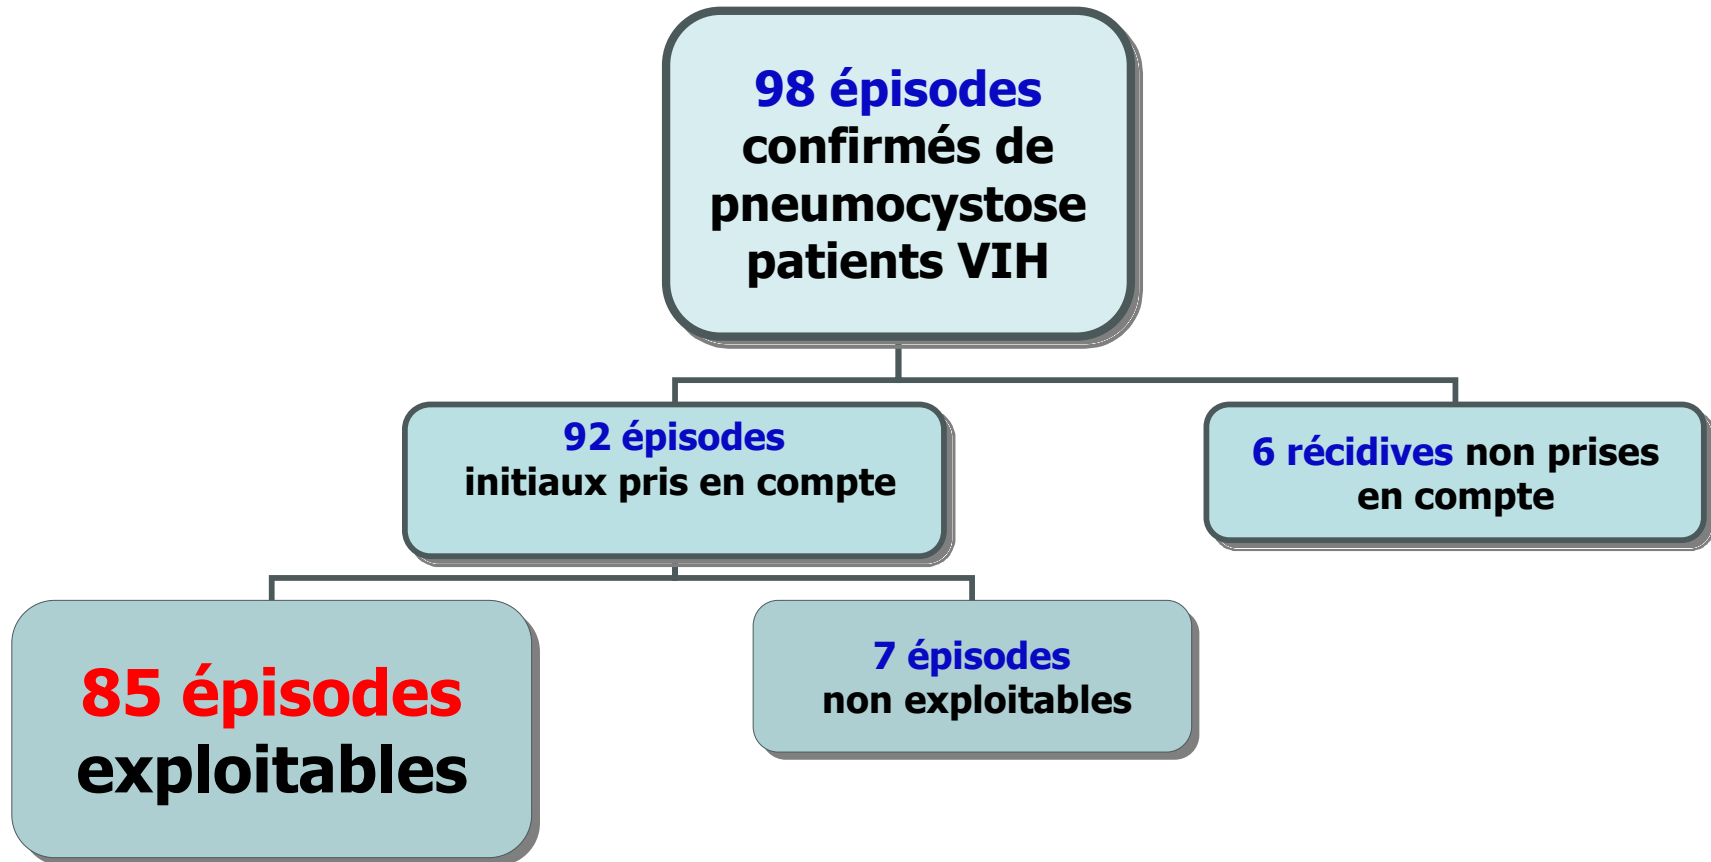 98 épisodes
confirmés de
pneumocystose
patients VIH
92 épisodes
initiaux pris en compte
6 récidives non prises
en compte
85 épisodes
exploitables
7 épisodes
non exploitables